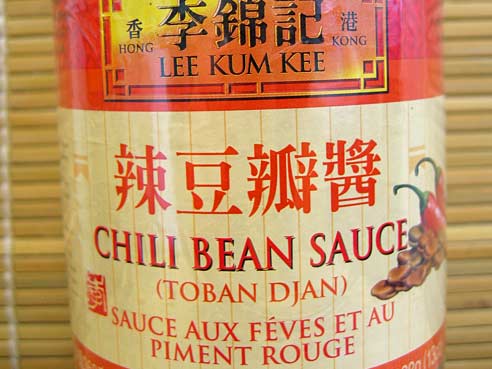 香 李錦記 港
HONG KONG
LEE KUM KEE
辣豆瓣醬
CHILI BEAN SAUCE
(TOBAN DJAN)
SAUCE AUX FÉVES ET AU
PIMENT ROUGE